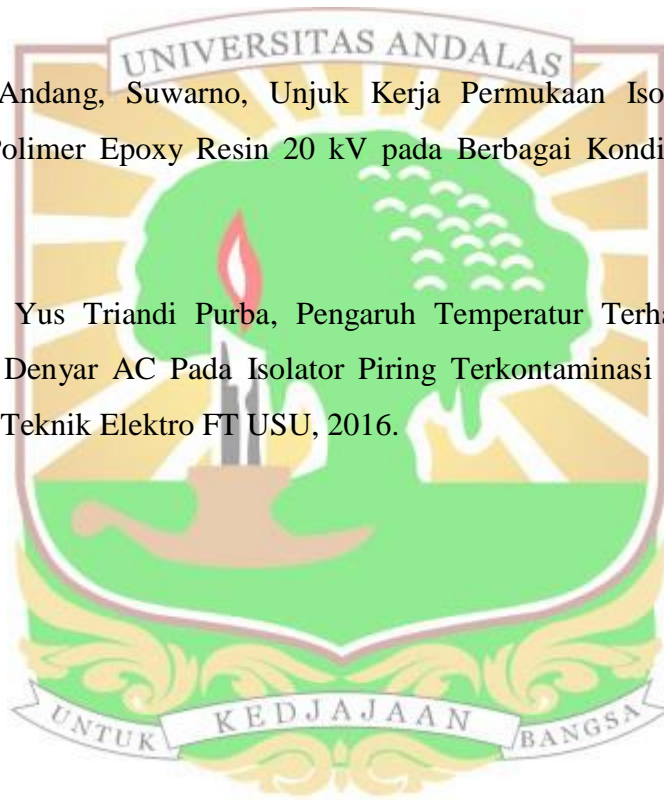 UNIVERSITAS ANDALAS
Andang, Suwarno, Unjuk Kerja Permukaan Iso
Polimer Epoxy Resin 20 kV pada Berbagai Kondi
Yus Triandi Purba, Pengaruh Temperatur Terha
Denyar AC Pada Isolator Piring Terkontaminasi
Teknik Elektro FT USU, 2016.
UNTUK KEDJAJAAN BANGSA